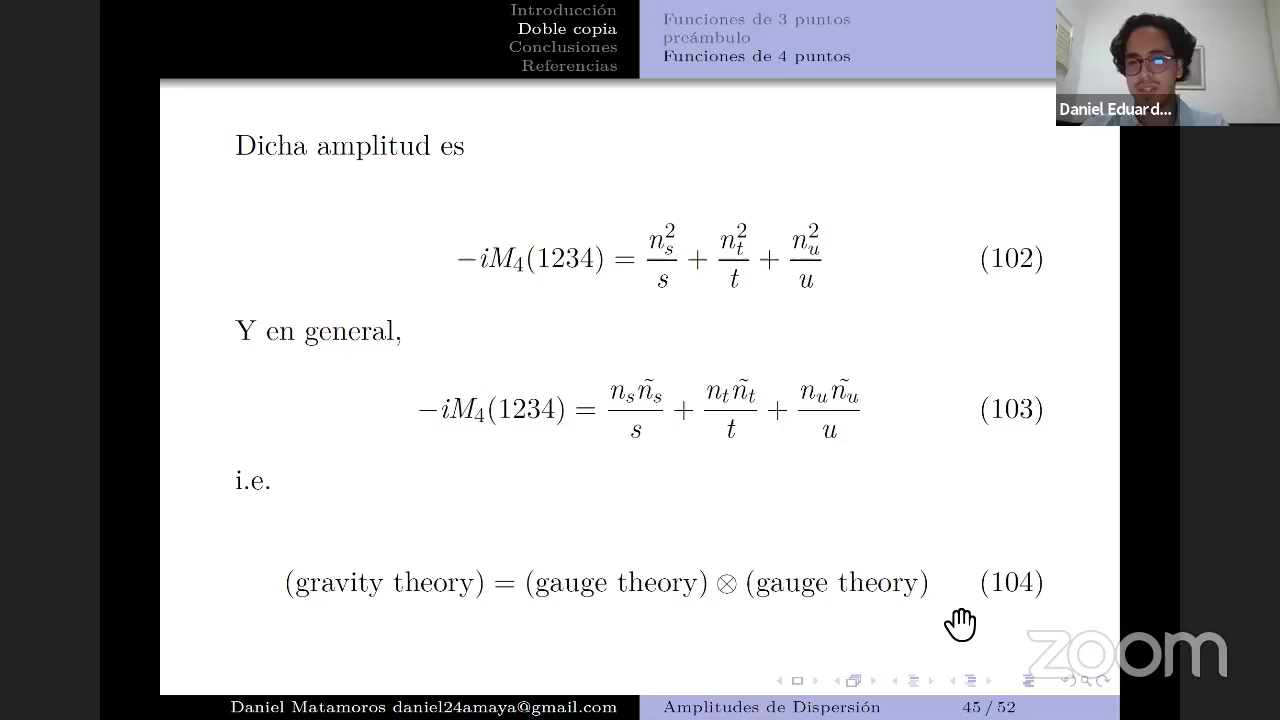 Introducción
Doble copia
Conclusiones
Referencias
Funciones de 3 puntos
preámbulo
Funciones de 4 puntos
Daniel Eduard...
Dicha amplitud es
−iM₄(1234) = n_s²/s + n_t²/t + n_u²/u (102)
Y en general,
−iM₄(1234) = n_s ñ_s/s + n_t ñ_t/t + n_u ñ_u/u (103)
i.e.
(gravity theory) = (gauge theory) ⊗ (gauge theory) (104)
zoom
Daniel Matamoros daniel24amaya@gmail.com
Amplitudes de Dispersión
45 / 52